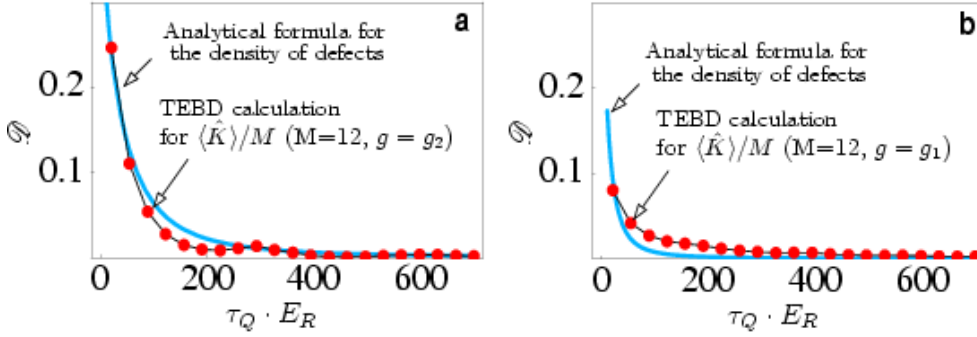 a
Analytical formula for
the density of defects
0.2
TEBD calculation
for ⟨K̂⟩/M (M=12, g = g₂)
𝒟
0.1
0 200 400 600
τ_Q · E_R
b
Analytical formula for
the density of defects
0.2
TEBD calculation
for ⟨K̂⟩/M (M=12, g = g₁)
𝒟
0.1
0 200 400 600
τ_Q · E_R